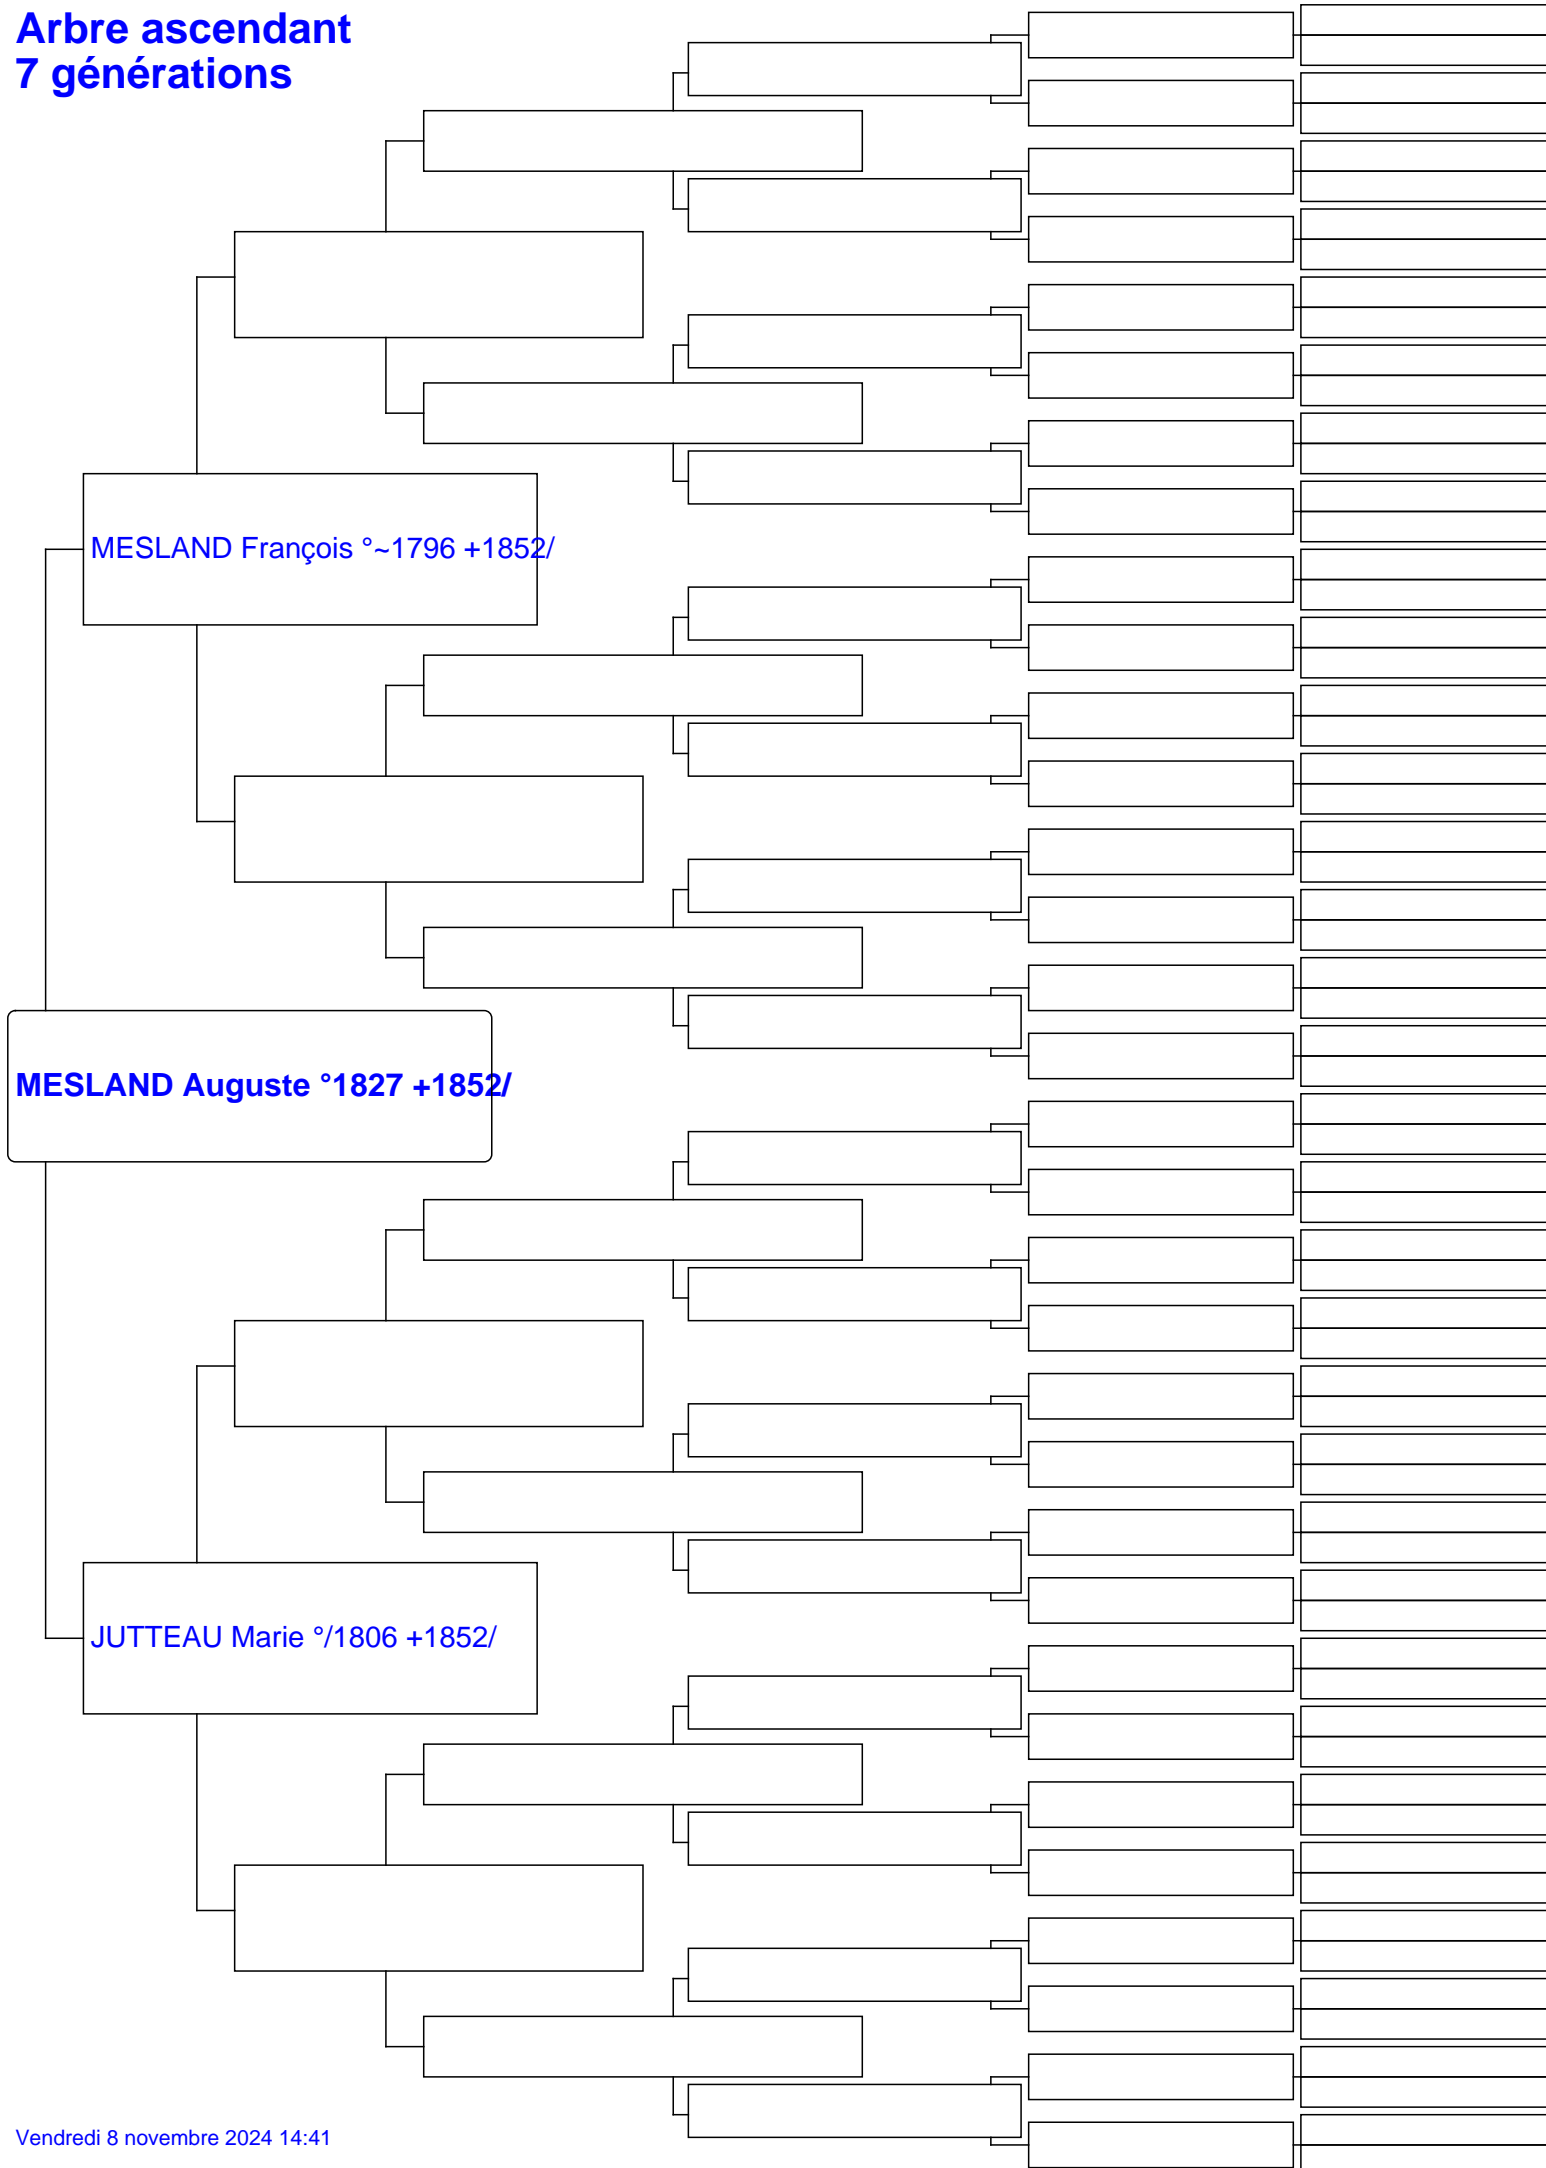 Arbre ascendant
7 générations
MESLAND François °~1796 +1852/
MESLAND Auguste °1827 +1852/
JUTTEAU Marie °/1806 +1852/
Vendredi 8 novembre 2024 14:41